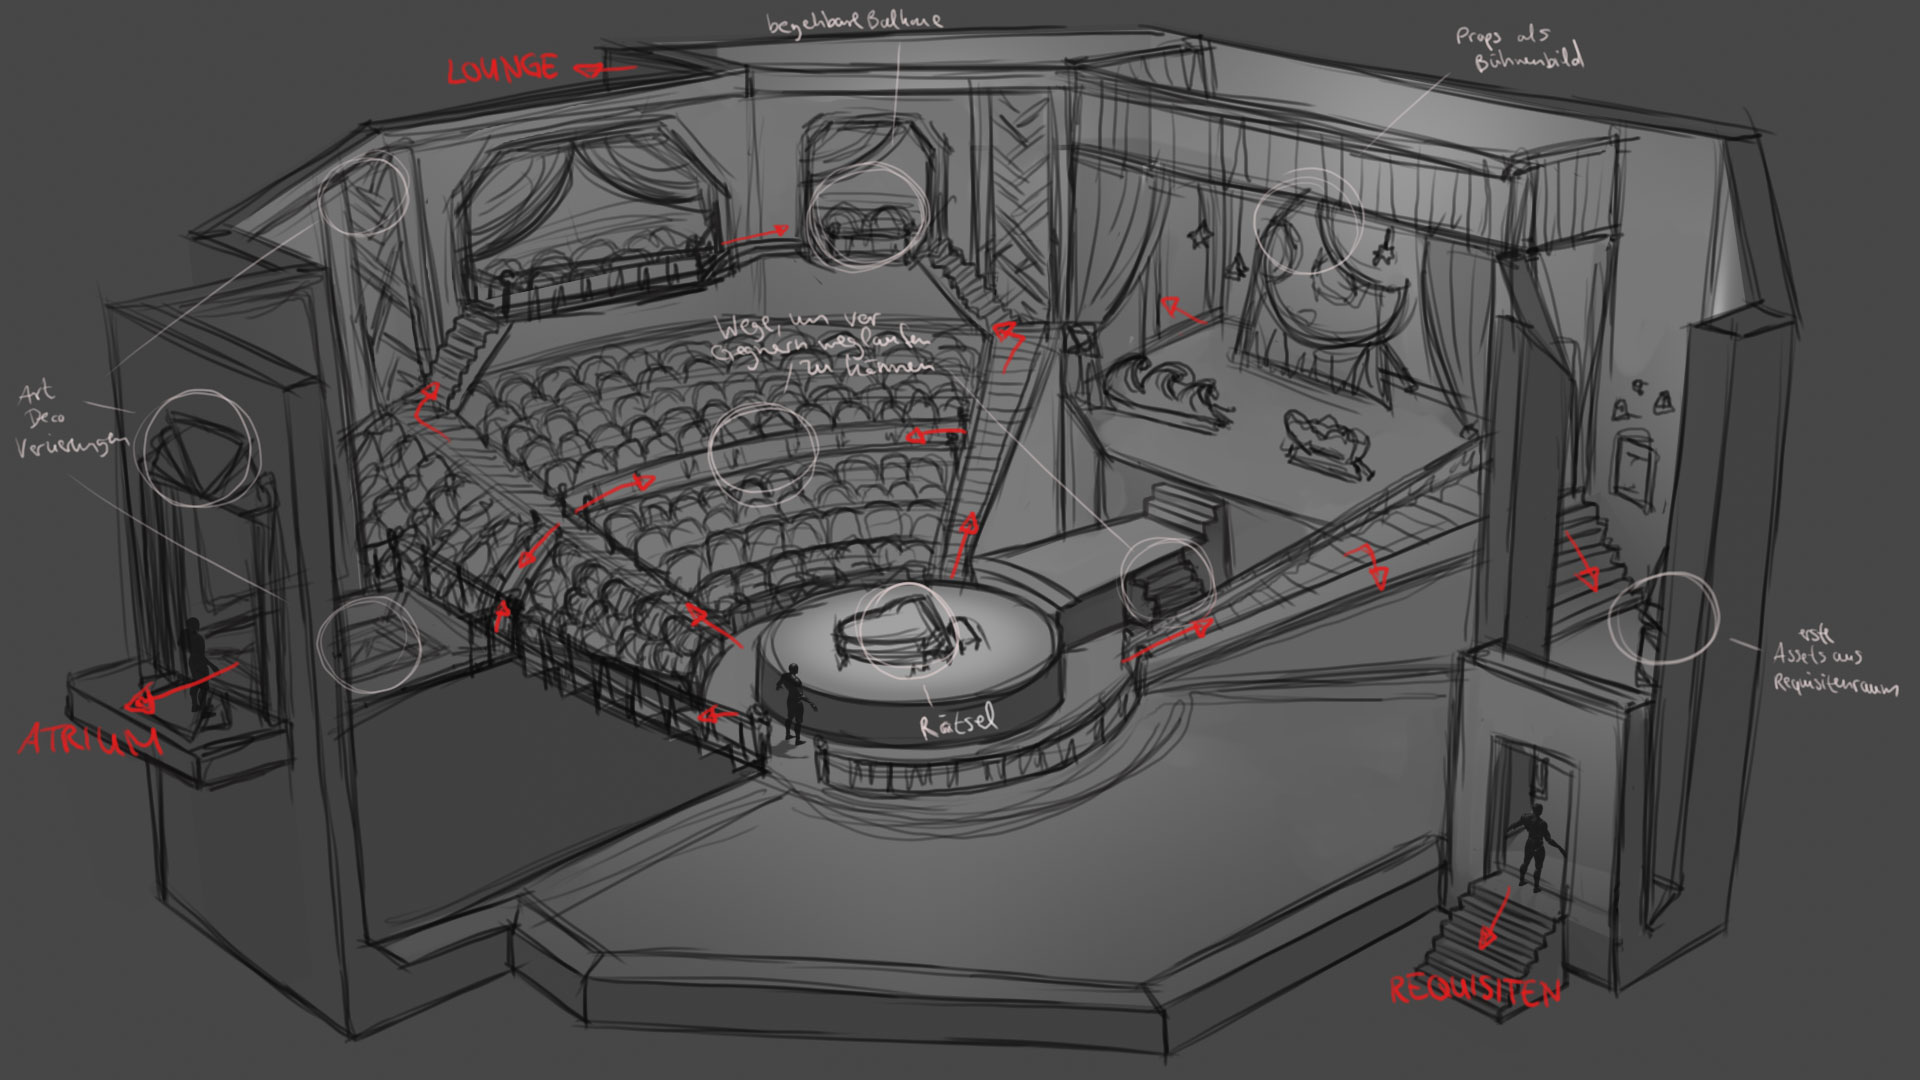 begehbare Balkone
Props als
Bühnenbild
LOUNGE
Wege, um vor
Gegnern weglaufen
zu können
Art
Deco
Verzierungen
erste
Assets aus
Requisitenraum
Rätsel
ATRIUM
REQUISITEN